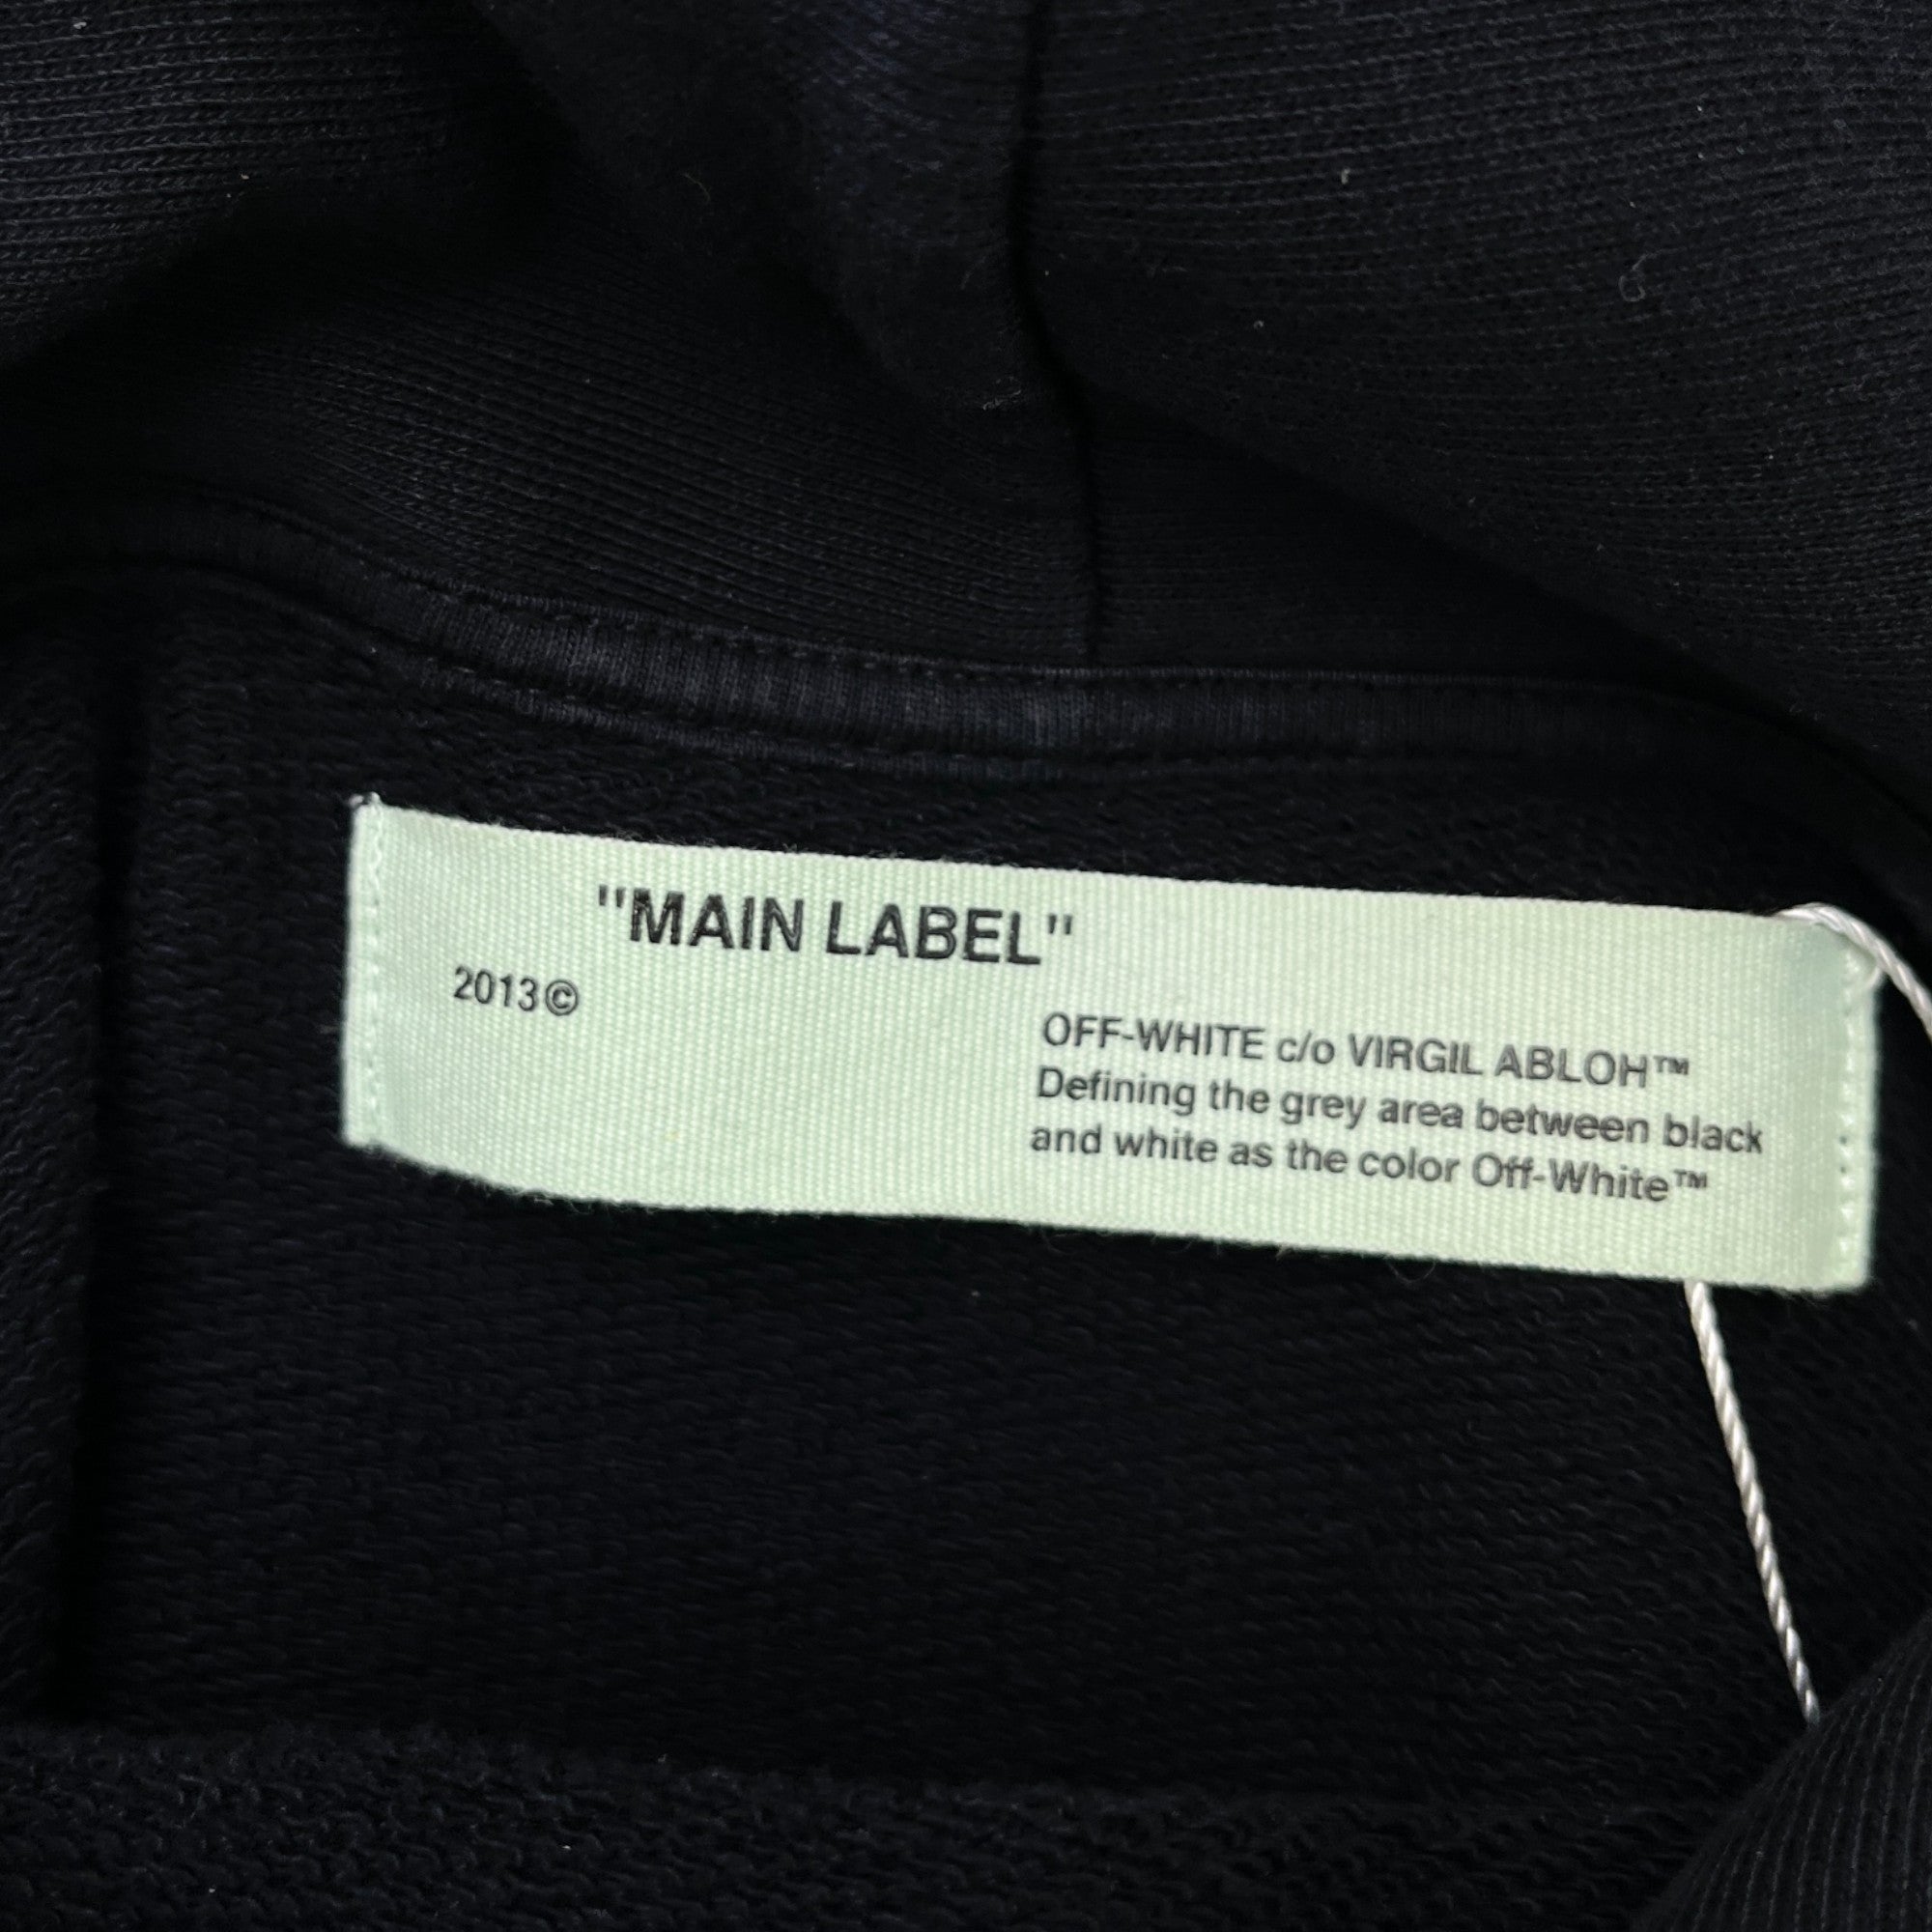 "MAIN LABEL"
2013©
OFF-WHITE c/o VIRGIL ABLOH™
Defining the grey area between black
and white as the color Off-White™